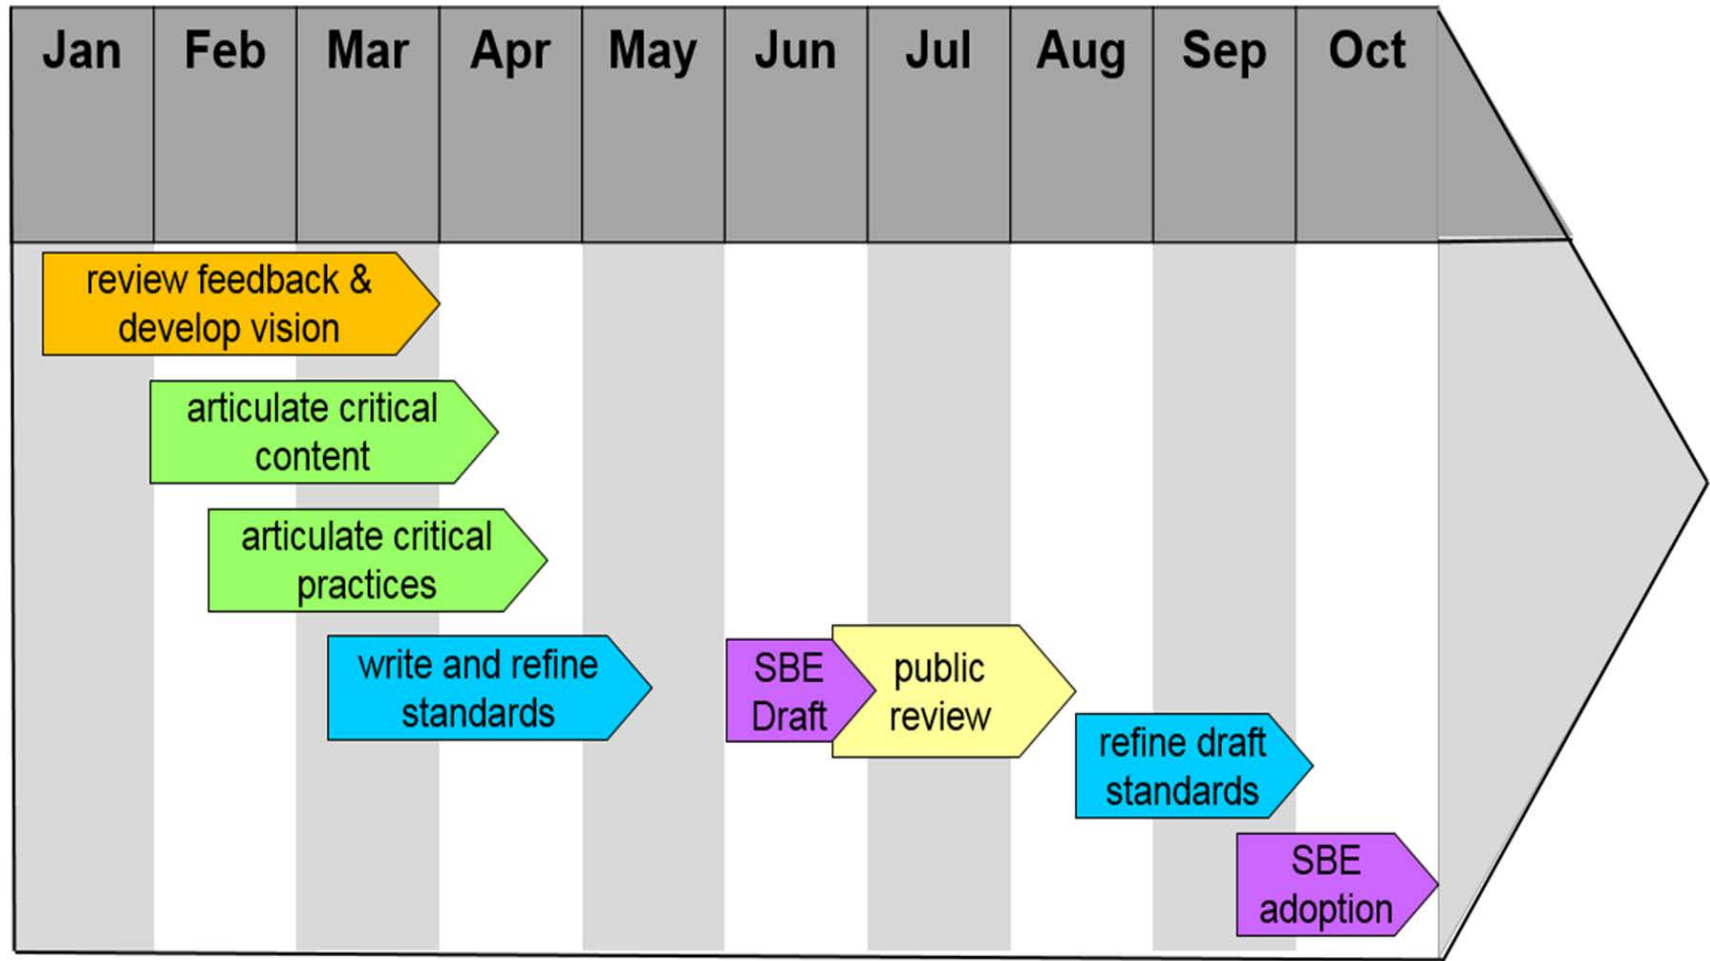 Jan Feb Mar Apr May Jun Jul Aug Sep Oct
review feedback &
develop vision
articulate critical
content
articulate critical
practices
write and refine
standards
SBE
Draft
public
review
refine draft
standards
SBE
adoption